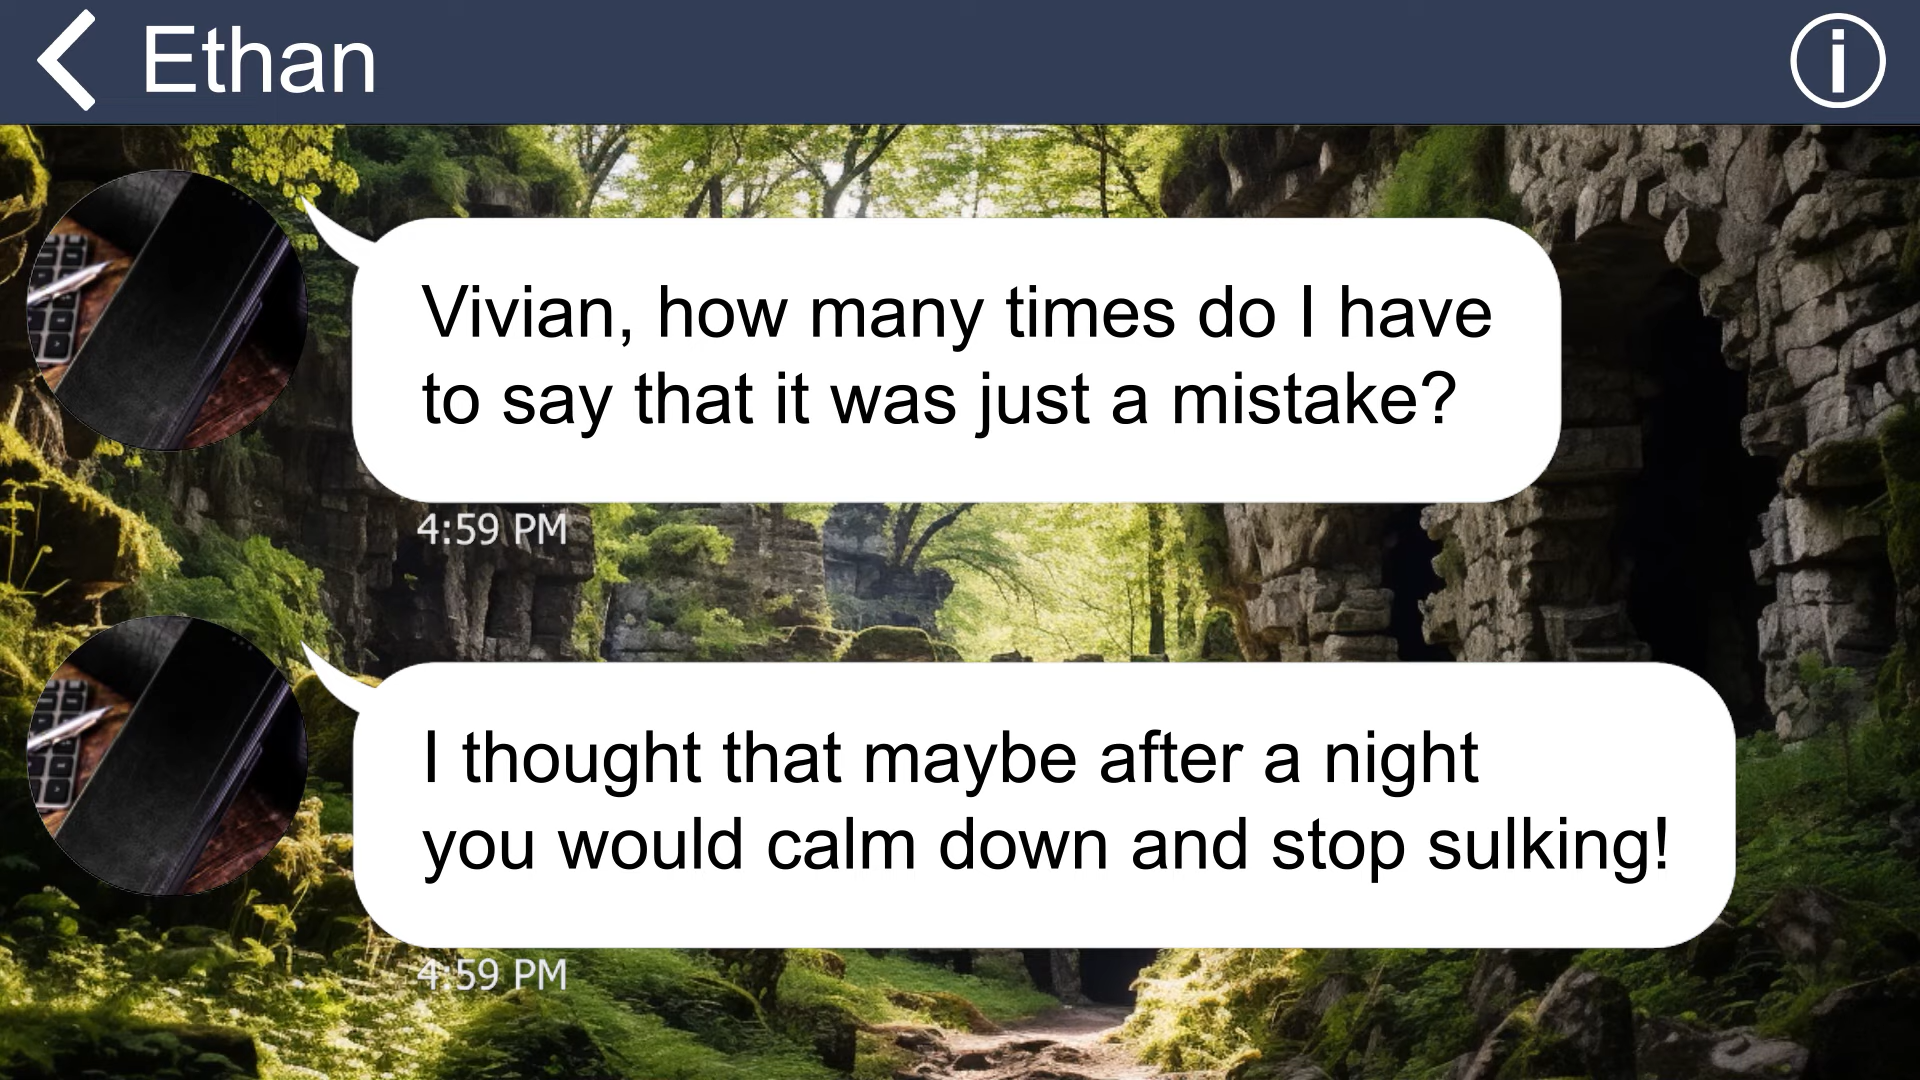 Ethan
Vivian, how many times do I have
to say that it was just a mistake?
4:59 PM
I thought that maybe after a night
you would calm down and stop sulking!
4:59 PM